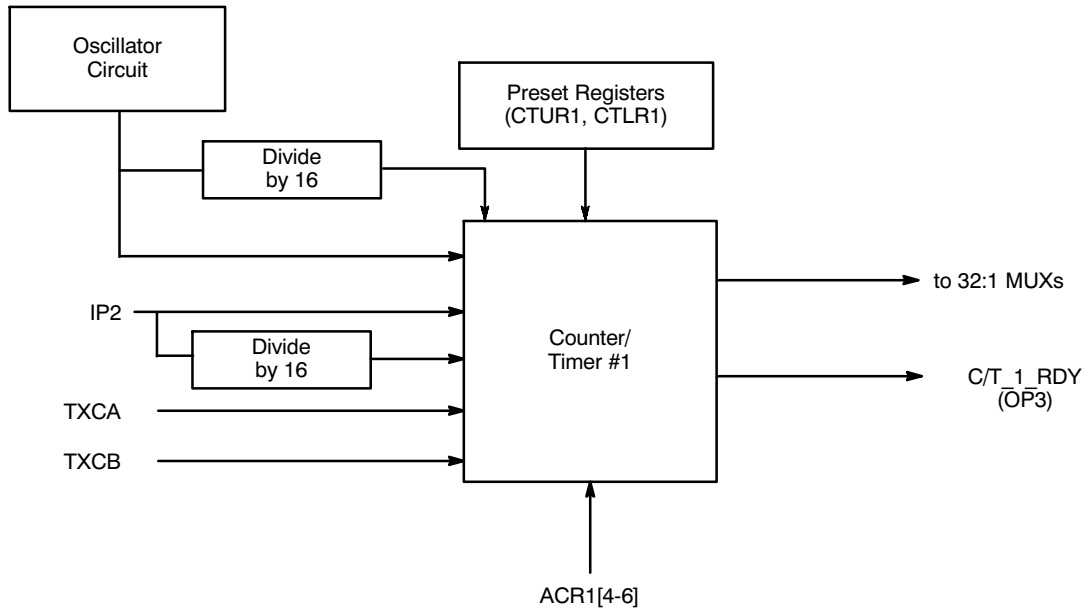 Oscillator
Circuit
Preset Registers
(CTUR1, CTLR1)
Divide
by 16
IP2
Divide
by 16
TXCA
TXCB
Counter/
Timer #1
to 32:1 MUXs
C/T_1_RDY
(OP3)
ACR1[4-6]